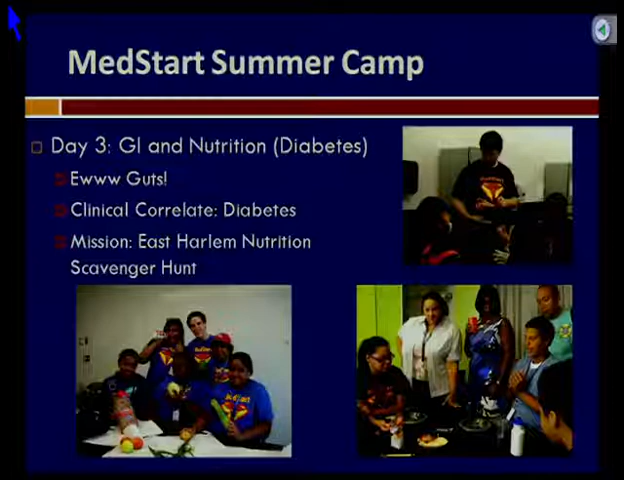 MedStart Summer Camp
Day 3: GI and Nutrition (Diabetes)
Ewww Guts!
Clinical Correlate: Diabetes
Mission: East Harlem Nutrition
Scavenger Hunt